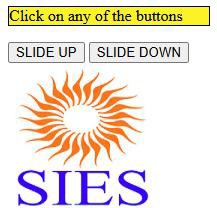 Click on any of the buttons
SLIDE UP SLIDE DOWN
SIES